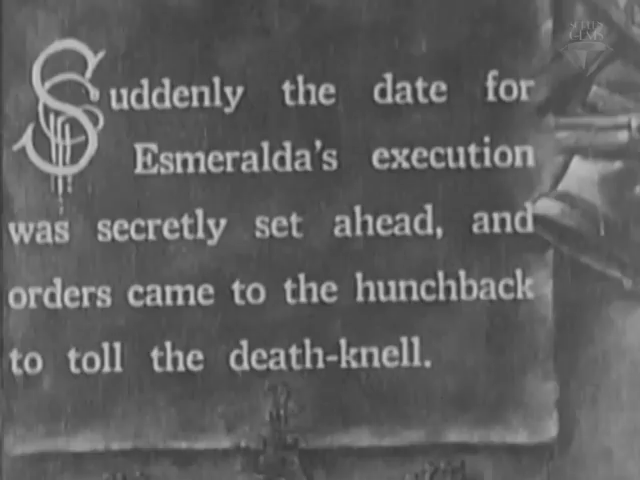 Suddenly the date for
Esmeralda's execution
was secretly set ahead, and
orders came to the hunchback
to toll the death-knell.